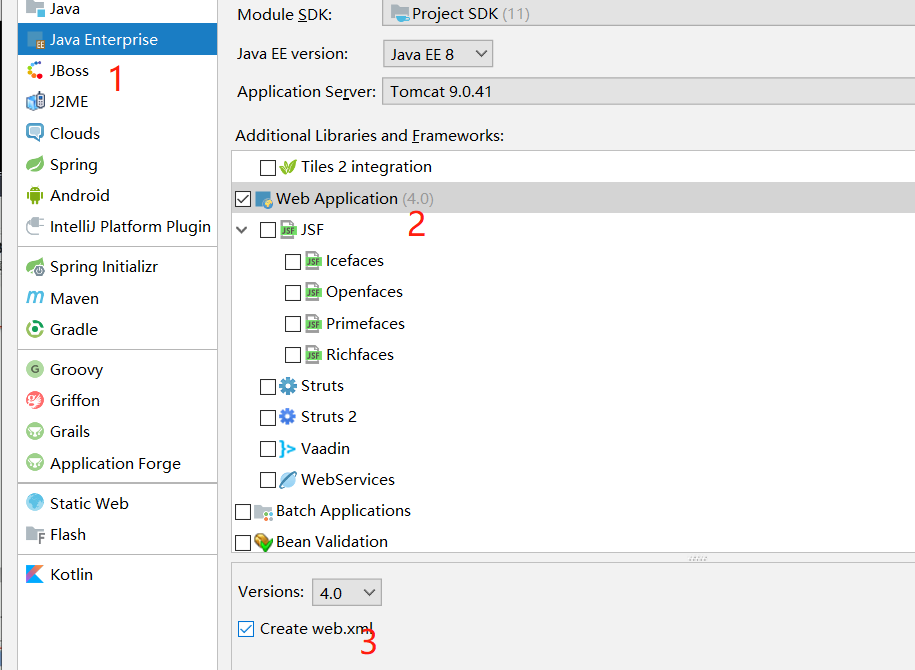 Java
Java Enterprise
JBoss
1
J2ME
Clouds
Spring
Android
IntelliJ Platform Plugin
Spring Initializr
Maven
Gradle
Groovy
Griffon
Grails
Application Forge
Static Web
Flash
Kotlin
Module SDK: Project SDK (11)
Java EE version: Java EE 8
Application Server: Tomcat 9.0.41
Additional Libraries and Frameworks:
Tiles 2 integration
Web Application (4.0)
2
JSF
Icefaces
Openfaces
Primefaces
Richfaces
Struts
Struts 2
Vaadin
WebServices
Batch Applications
Bean Validation
Versions: 4.0
Create web.xml
3